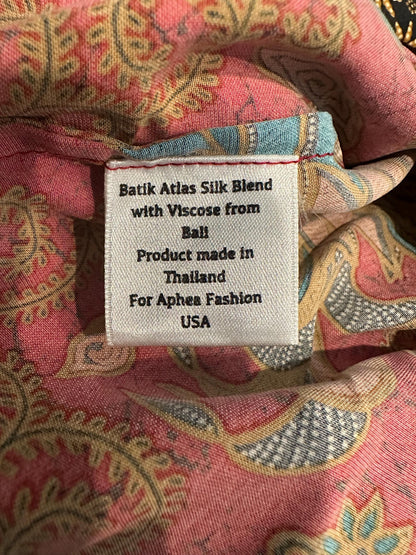 Batik Atlas Silk Blend
with Viscose from
Bali
Product made in
Thailand
For Aphea Fashion
USA